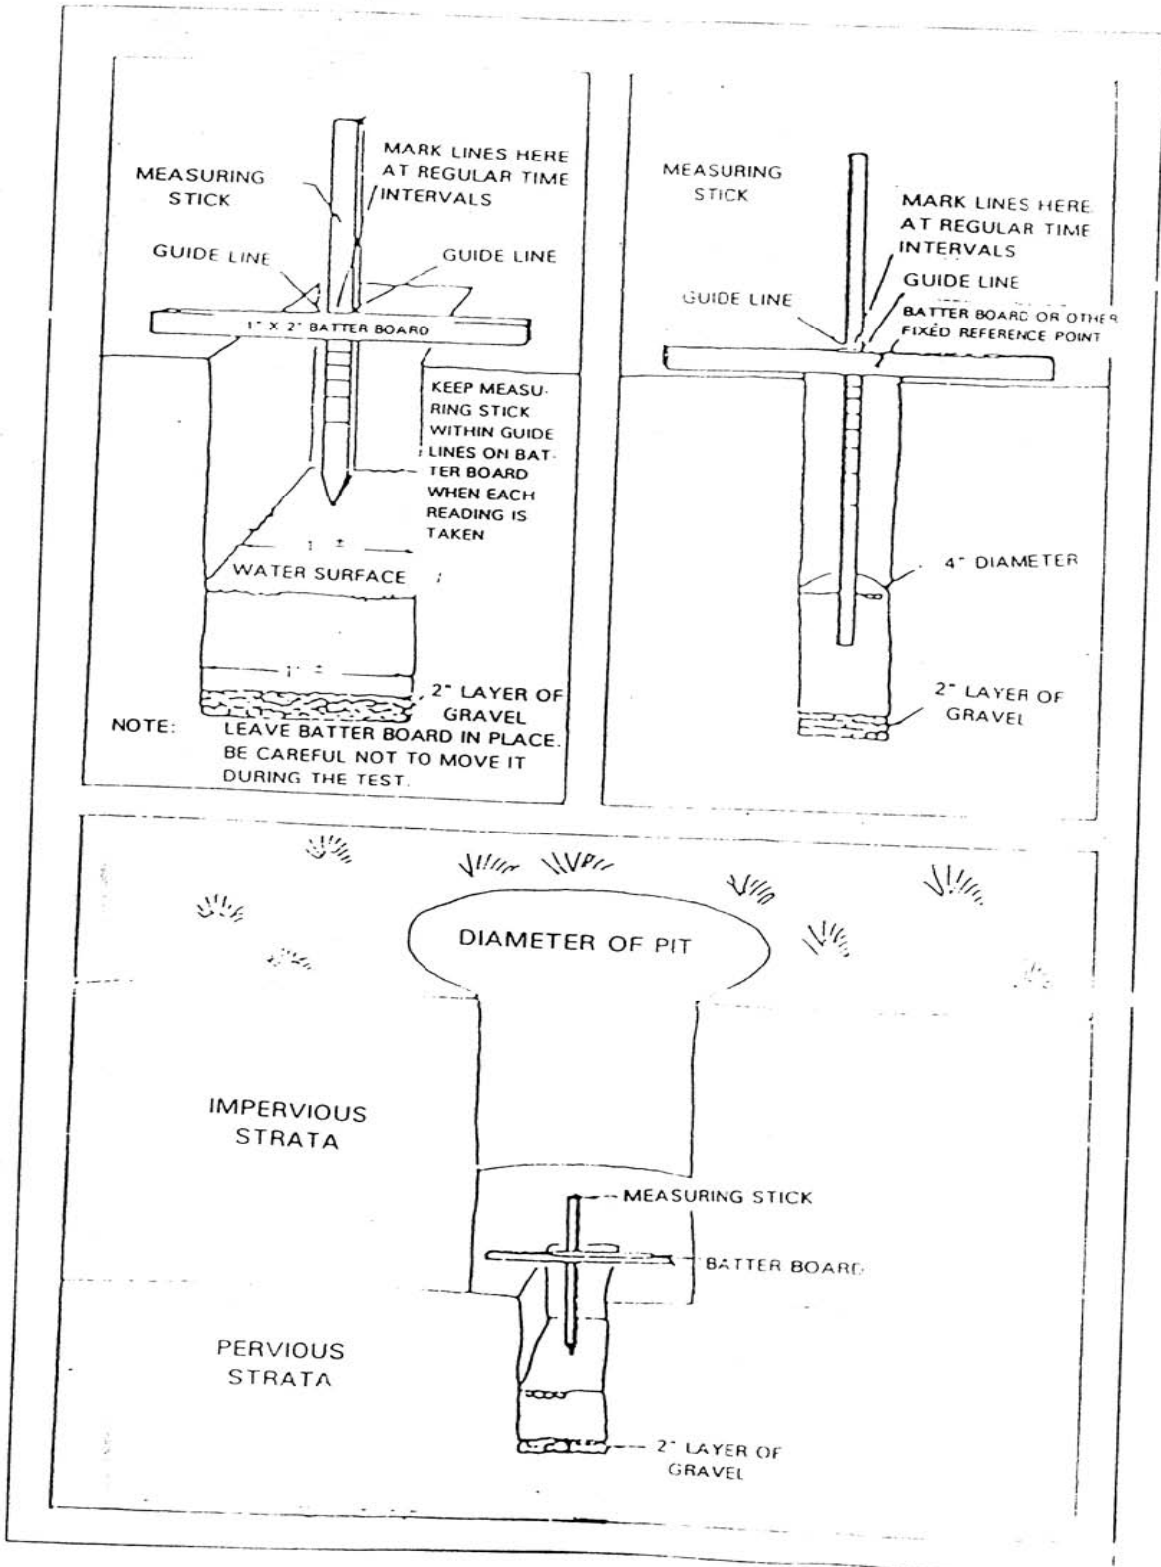 MEASURING
STICK
MARK LINES HERE
AT REGULAR TIME
INTERVALS
GUIDE LINE
GUIDE LINE
1" X 2" BATTER BOARD
KEEP MEASU-
RING STICK
WITHIN GUIDE
LINES ON BAT-
TER BOARD
WHEN EACH
READING IS
TAKEN
1' ±
WATER SURFACE
1' ±
2" LAYER OF
GRAVEL
NOTE:
LEAVE BATTER BOARD IN PLACE.
BE CAREFUL NOT TO MOVE IT
DURING THE TEST.
MEASURING
STICK
MARK LINES HERE
AT REGULAR TIME
INTERVALS
GUIDE LINE
GUIDE LINE
BATTER BOARD OR OTHER
FIXED REFERENCE POINT
4" DIAMETER
2" LAYER OF
GRAVEL
DIAMETER OF PIT
IMPERVIOUS
STRATA
MEASURING STICK
BATTER BOARD
PERVIOUS
STRATA
2" LAYER OF
GRAVEL